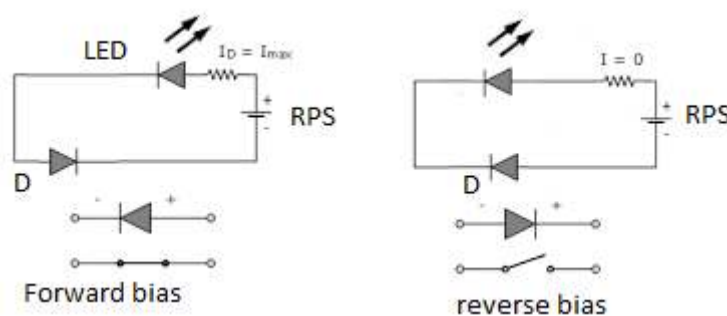 LED
I_D = I_max
+
-
RPS
D
- +
Forward bias
I = 0
+
-
RPS
D
- +
reverse bias